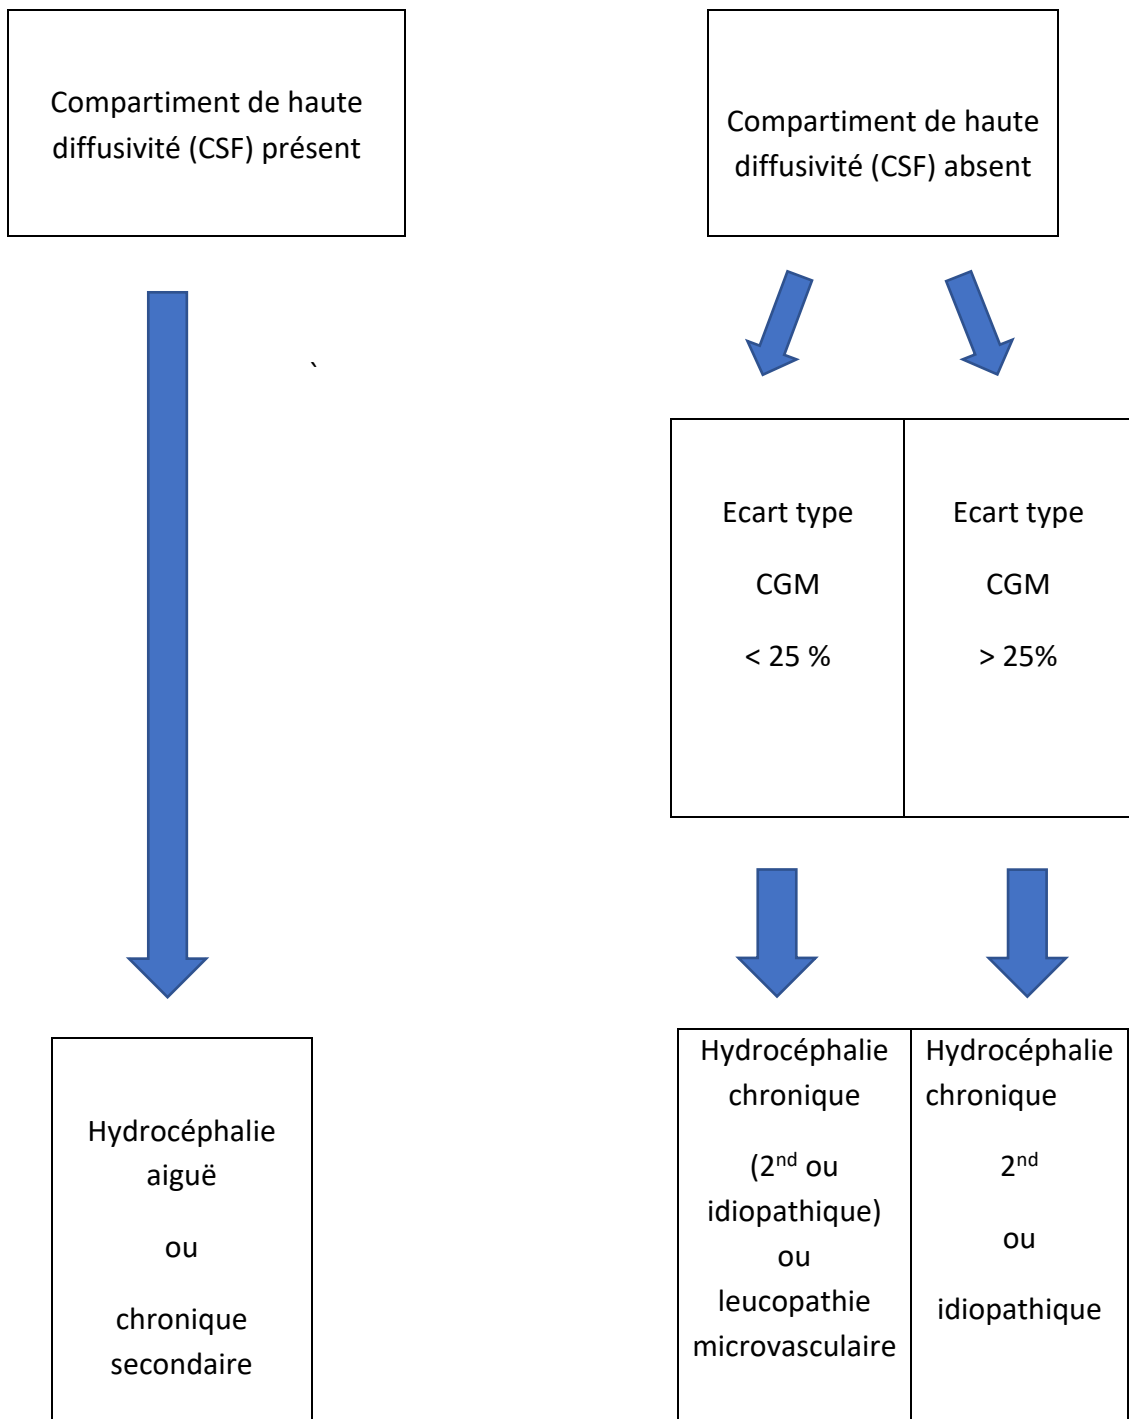 Compartiment de haute
diffusivité (CSF) présent
Compartiment de haute
diffusivité (CSF) absent
`
Ecart type
CGM
< 25 %
Ecart type
CGM
> 25%
Hydrocéphalie
aiguë
ou
chronique
secondaire
Hydrocéphalie
chronique
(2nd ou
idiopathique)
ou
leucopathie
microvasculaire
Hydrocéphalie
chronique
2nd
ou
idiopathique